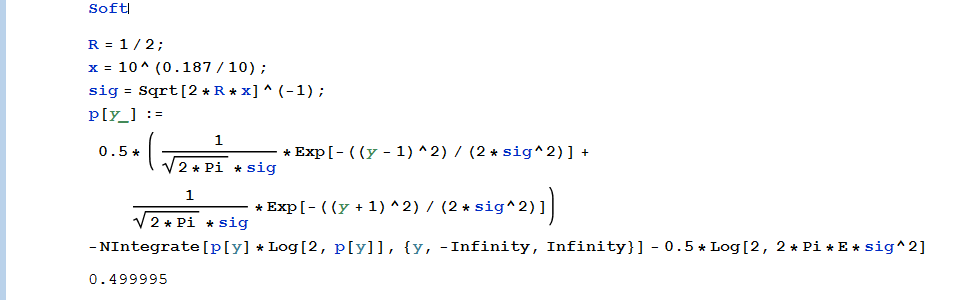 Soft
R = 1 / 2;
x = 10^ (0.187 / 10) ;
sig = Sqrt[2 * R * x] ^ (-1) ;
p[y_] :=
0.5 * ( 1 / √(2 * Pi) * sig * Exp[- ((y - 1) ^2) / (2 * sig^2)] +
1 / √(2 * Pi) * sig * Exp[- ((y + 1) ^2) / (2 * sig^2)] )
-NIntegrate[p[y] * Log[2, p[y]], {y, -Infinity, Infinity}] - 0.5 * Log[2, 2 * Pi * E * sig^2]
0.499995